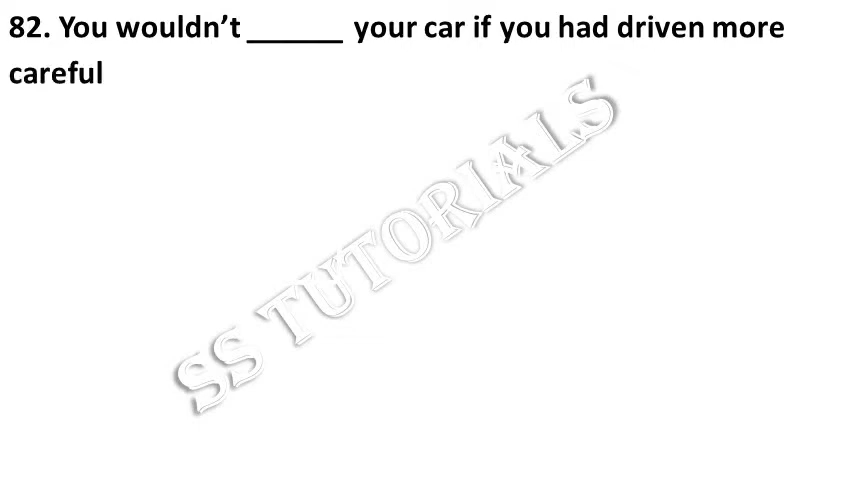 82. You wouldn’t ______ your car if you had driven more
careful
SS TUTORIALS